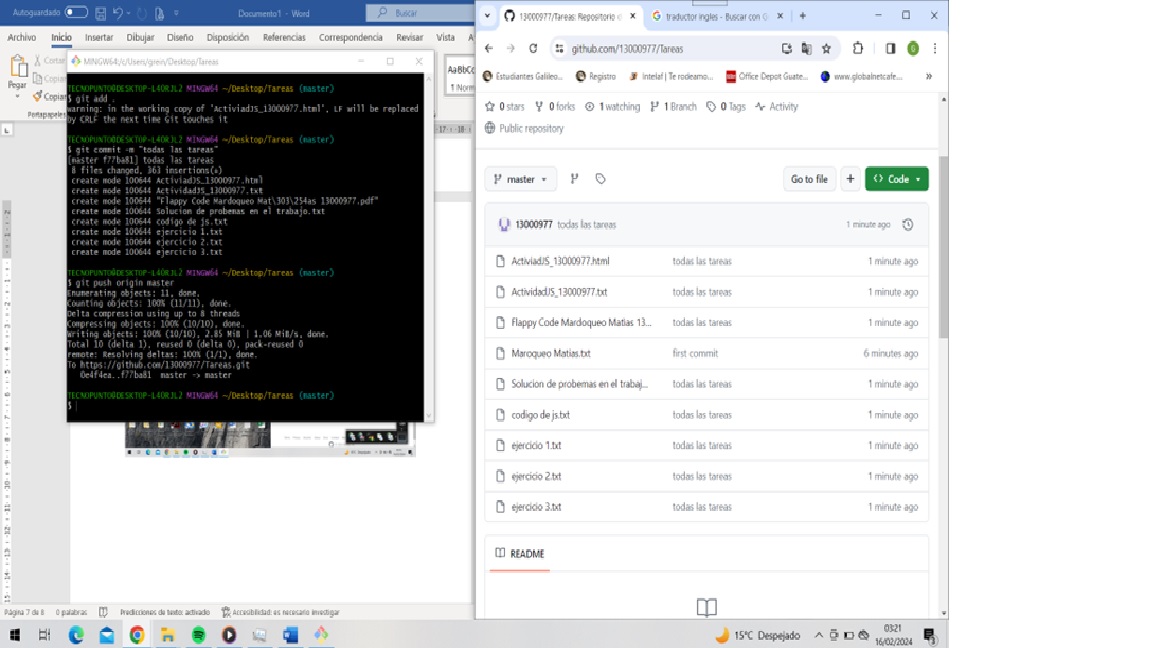 Autoguardado
Documento1 - Word
Buscar
Archivo Inicio Insertar Dibujar Diseño Disposición Referencias Correspondencia Revisar Vista A
Pegar
Cortar
Copiar
Copiar
Portapapeles
AaBbCc
1 Norm
MINGW64:/c/Users/grein/Desktop/Tareas
TECNOPUNTO@DESKTOP-L4ORJL2 MINGW64 ~/Desktop/Tareas (master)
$ git add .
warning: in the working copy of 'ActiviadJS_13000977.html', LF will be replaced
by CRLF the next time Git touches it
TECNOPUNTO@DESKTOP-L4ORJL2 MINGW64 ~/Desktop/Tareas (master)
$ git commit -m "todas las tareas"
[master f77ba81] todas las tareas
8 files changed, 363 insertions(+)
create mode 100644 ActiviadJS_13000977.html
create mode 100644 ActividadJS_13000977.txt
create mode 100644 "Flappy Code Mardoqueo Mat\303\254as 13000977.pdf"
create mode 100644 Solucion de probemas en el trabajo.txt
create mode 100644 codigo de js.txt
create mode 100644 ejercicio 1.txt
create mode 100644 ejercicio 2.txt
create mode 100644 ejercicio 3.txt
TECNOPUNTO@DESKTOP-L4ORJL2 MINGW64 ~/Desktop/Tareas (master)
$ git push origin master
Enumerating objects: 11, done.
Counting objects: 100% (11/11), done.
Delta compression using up to 8 threads
Compressing objects: 100% (10/10), done.
Writing objects: 100% (10/10), 2.85 MiB | 1.06 MiB/s, done.
Total 10 (delta 1), reused 0 (delta 0), pack-reused 0
remote: Resolving deltas: 100% (1/1), done.
To https://github.com/13000977/Tareas.git
0e4f4ea..f77ba81 master -> master
TECNOPUNTO@DESKTOP-L4ORJL2 MINGW64 ~/Desktop/Tareas (master)
$
Página 7 de 8 0 palabras Predicciones de texto: activado Accesibilidad: es necesario investigar
13000977/Tareas: Repositorio d
traductor ingles - Buscar con G
github.com/13000977/Tareas
Estudiantes Galileo... Registro Intelaf | Te rodeamo... Office Depot Guate... www.globalnetcafe...
0 stars 0 forks 1 watching 1 Branch 0 Tags Activity
Public repository
master Go to file Code
13000977 todas las tareas 1 minute ago
ActiviadJS_13000977.html todas las tareas 1 minute ago
ActividadJS_13000977.txt todas las tareas 1 minute ago
Flappy Code Mardoqueo Matìas 13... todas las tareas 1 minute ago
Maroqueo Matias.txt first commit 6 minutes ago
Solucion de probemas en el trabaj... todas las tareas 1 minute ago
codigo de js.txt todas las tareas 1 minute ago
ejercicio 1.txt todas las tareas 1 minute ago
ejercicio 2.txt todas las tareas 1 minute ago
ejercicio 3.txt todas las tareas 1 minute ago
README
15°C Despejado
03:21
16/02/2024